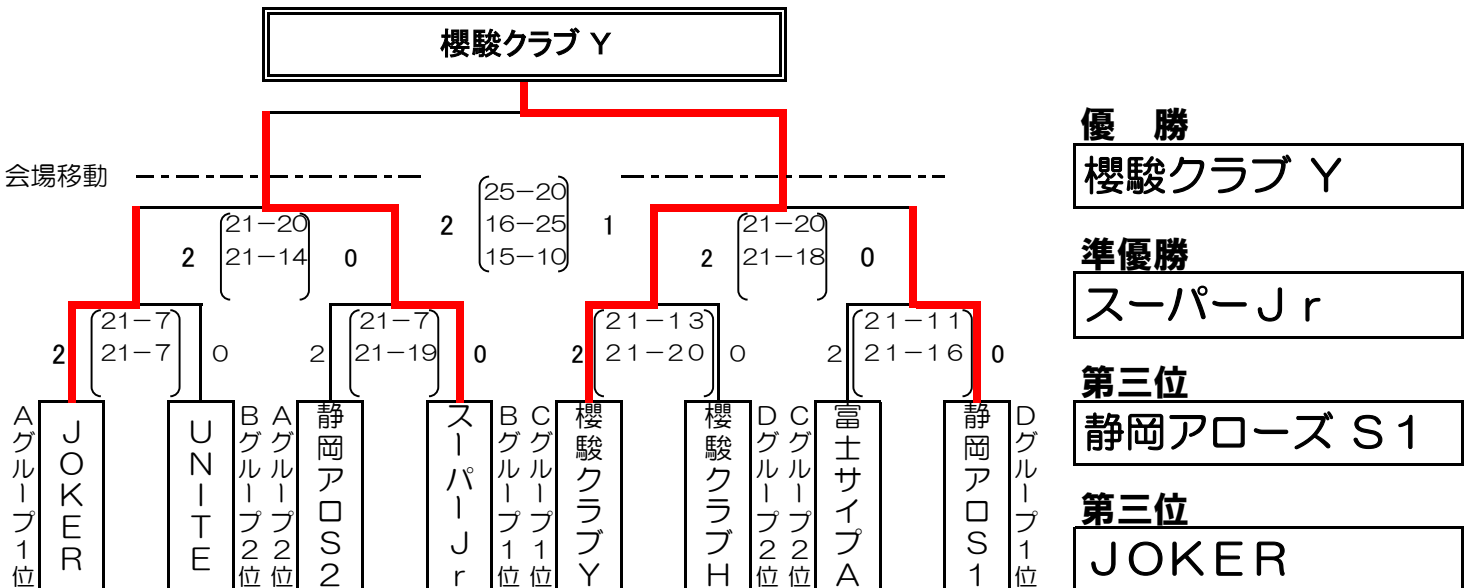 櫻駿クラブ Y
会場移動
2
25-20
16-25
15-10
1
2
21-20
21-14
0
2
21-20
21-18
0
2
21-7
21-7
0
2
21-7
21-19
0
2
21-13
21-20
0
2
21-11
21-16
0
Aグループ1位
JOKER
UNITE
Bグループ2位
Aグループ2位
静岡アロS2
スーパーJr
Bグループ1位
Cグループ1位
櫻駿クラブY
櫻駿クラブH
Dグループ2位
Cグループ2位
富士サイプA
静岡アロS1
Dグループ1位
優 勝
櫻駿クラブ Y
準優勝
スーパーJr
第三位
静岡アローズ S1
第三位
JOKER